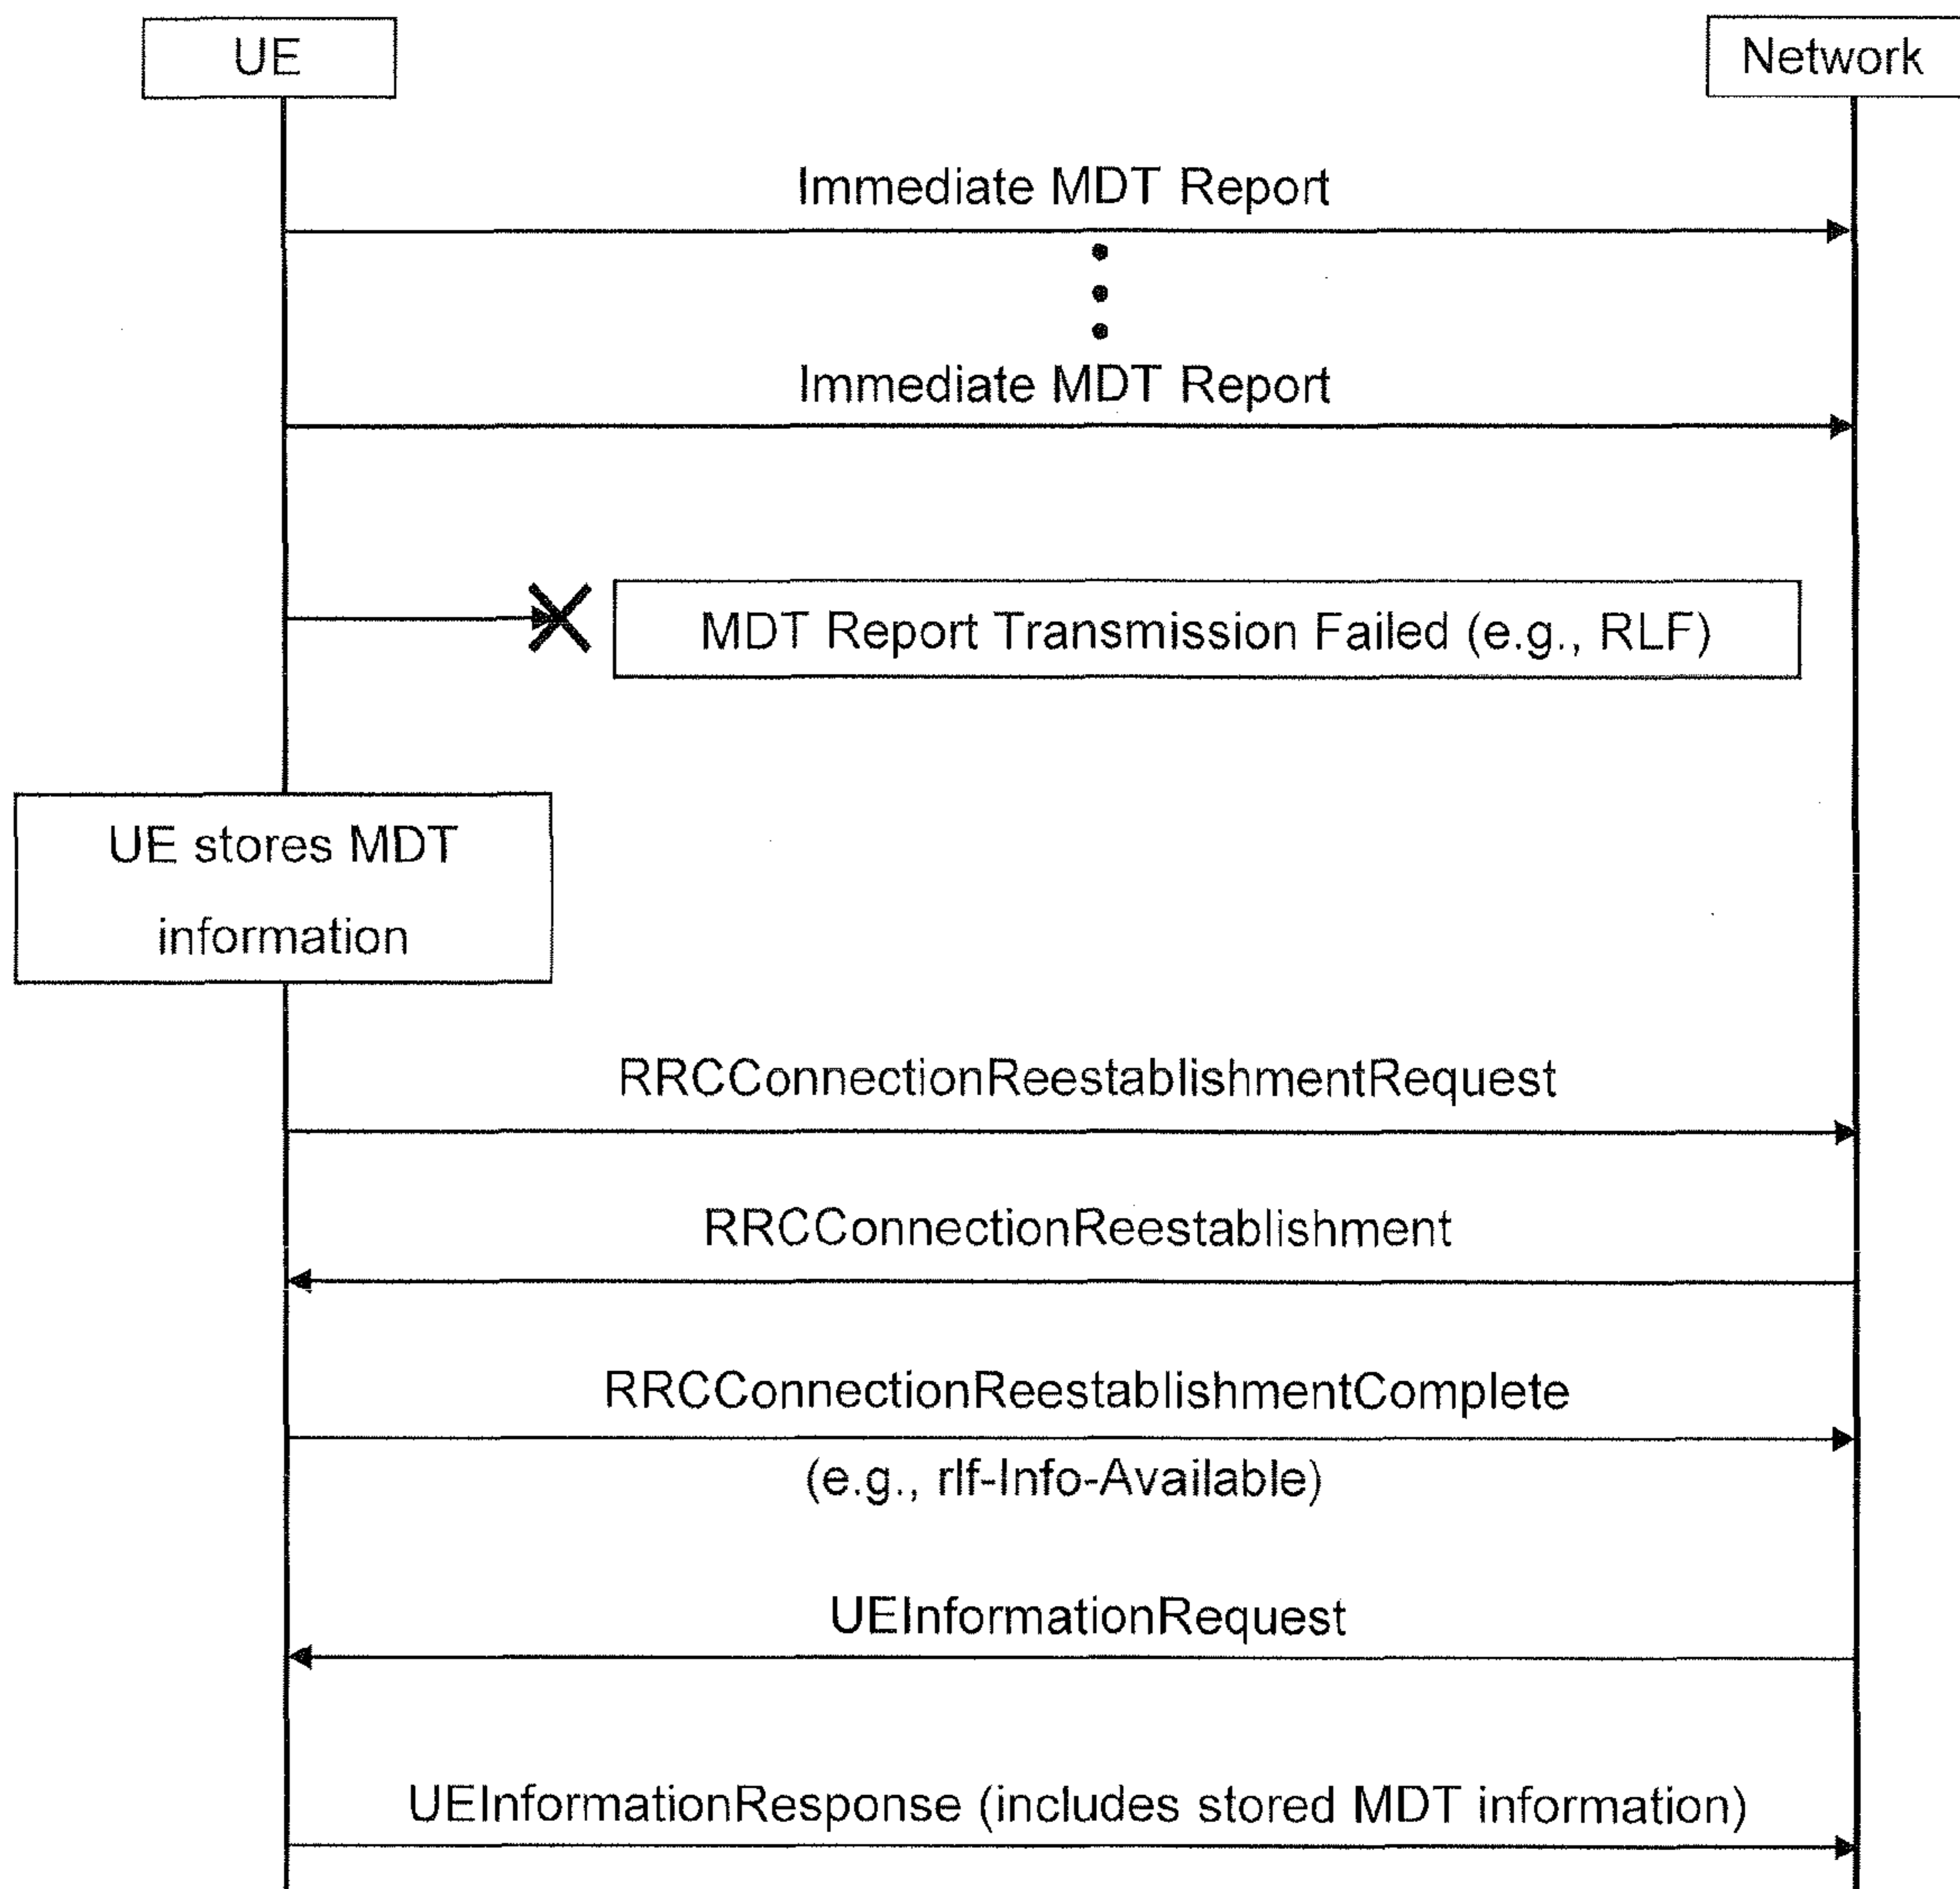 UE
Network
Immediate MDT Report
Immediate MDT Report
MDT Report Transmission Failed (e.g., RLF)
UE stores MDT
information
RRCConnectionReestablishmentRequest
RRCConnectionReestablishment
RRCConnectionReestablishmentComplete
(e.g., rlf-Info-Available)
UEInformationRequest
UEInformationResponse (includes stored MDT information)